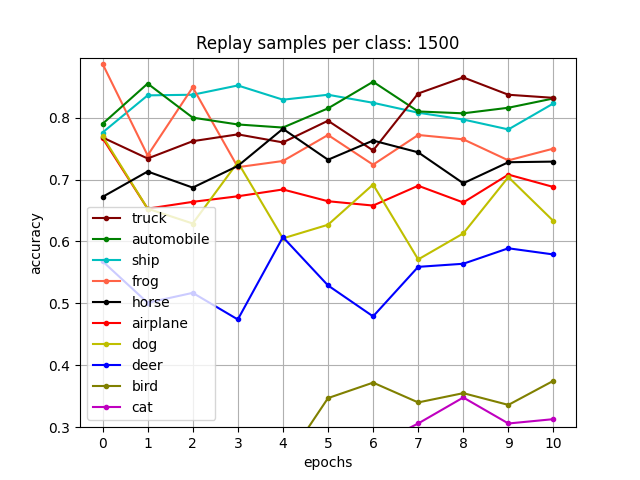 Replay samples per class: 1500
accuracy
0.8
0.7
0.6
0.5
0.4
0.3
truck
automobile
ship
frog
horse
airplane
dog
deer
bird
cat
0 1 2 3 4 5 6 7 8 9 10
epochs